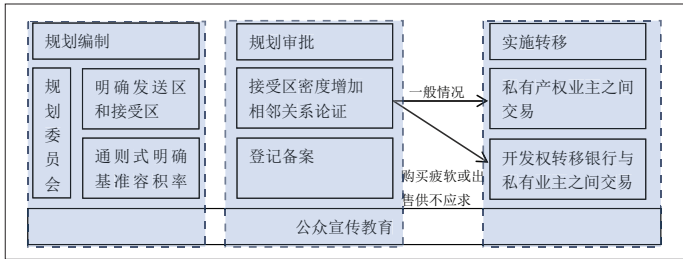 规划编制
规划委员会
明确发送区
和接受区
通则式明确
基准容积率
规划审批
接受区密度增加
相邻关系论证
登记备案
一般情况
购买疲软或出
售供不应求
实施转移
私有产权业主之间
交易
开发权转移银行与
私有业主之间交易
公众宣传教育